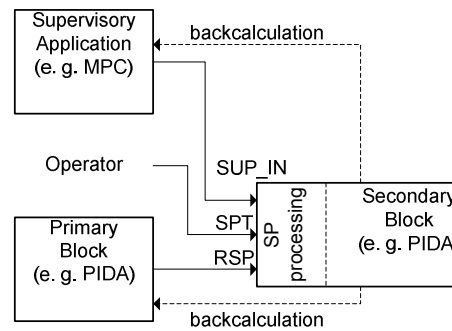 Supervisory
Application
(e. g. MPC)
backcalculation
Operator
SUP_IN
SPT
RSP
SP
processing
Secondary
Block
(e. g. PIDA)
Primary
Block
(e. g. PIDA)
backcalculation